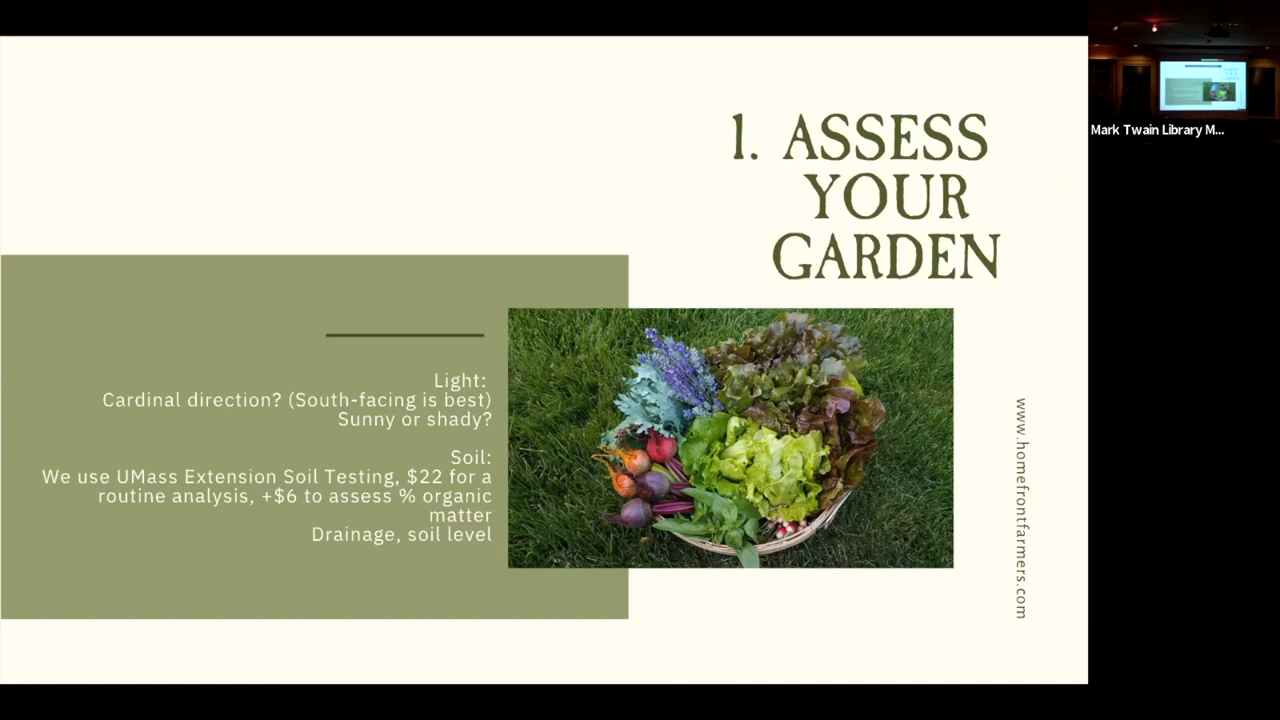 1. ASSESS
YOUR
GARDEN
Light:
Cardinal direction? (South-facing is best)
Sunny or shady?
Soil:
We use UMass Extension Soil Testing, $22 for a
routine analysis, +$6 to assess % organic
matter
Drainage, soil level
www.homefrontfarmers.com
Mark Twain Library M...